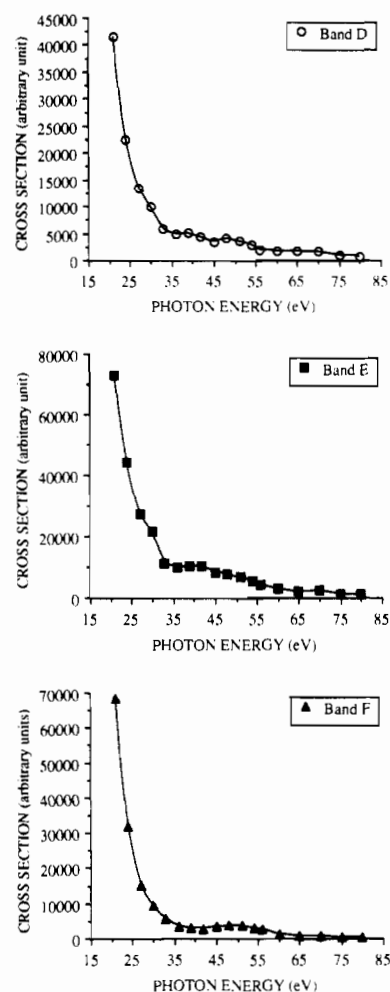 Band D
CROSS SECTION (arbitrary unit)
45000
40000
35000
30000
25000
20000
15000
10000
5000
0
15 25 35 45 55 65 75 85
PHOTON ENERGY (eV)
Band E
CROSS SECTION (arbitrary unit)
80000
60000
40000
20000
0
15 25 35 45 55 65 75 85
PHOTON ENERGY (eV)
Band F
CROSS SECTION (arbitrary units)
70000
60000
50000
40000
30000
20000
10000
0
15 25 35 45 55 65 75 85
PHOTON ENERGY (eV)